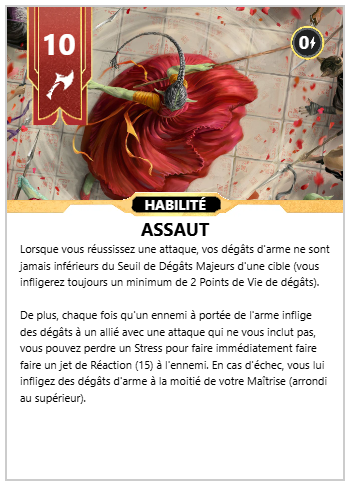 10
0
HABILITÉ
ASSAUT
Lorsque vous réussissez une attaque, vos dégâts d'arme ne sont
jamais inférieurs du Seuil de Dégâts Majeurs d'une cible (vous
infligerez toujours un minimum de 2 Points de Vie de dégâts).
De plus, chaque fois qu'un ennemi à portée de l'arme inflige
des dégâts à un allié avec une attaque qui ne vous inclut pas,
vous pouvez perdre un Stress pour faire immédiatement faire
faire un jet de Réaction (15) à l'ennemi. En cas d'échec, vous lui
infligez des dégâts d'arme à la moitié de votre Maîtrise (arrondi
au supérieur).